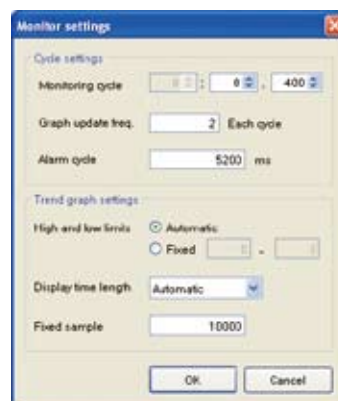 Monitor settings
Cycle settings
Monitoring cycle 0 : 0 . 400
Graph update freq. 2 Each cycle
Alarm cycle 5200 ms
Trend graph settings
High and low limits Automatic
Fixed -
Display time length Automatic
Fixed sample 10000
OK Cancel